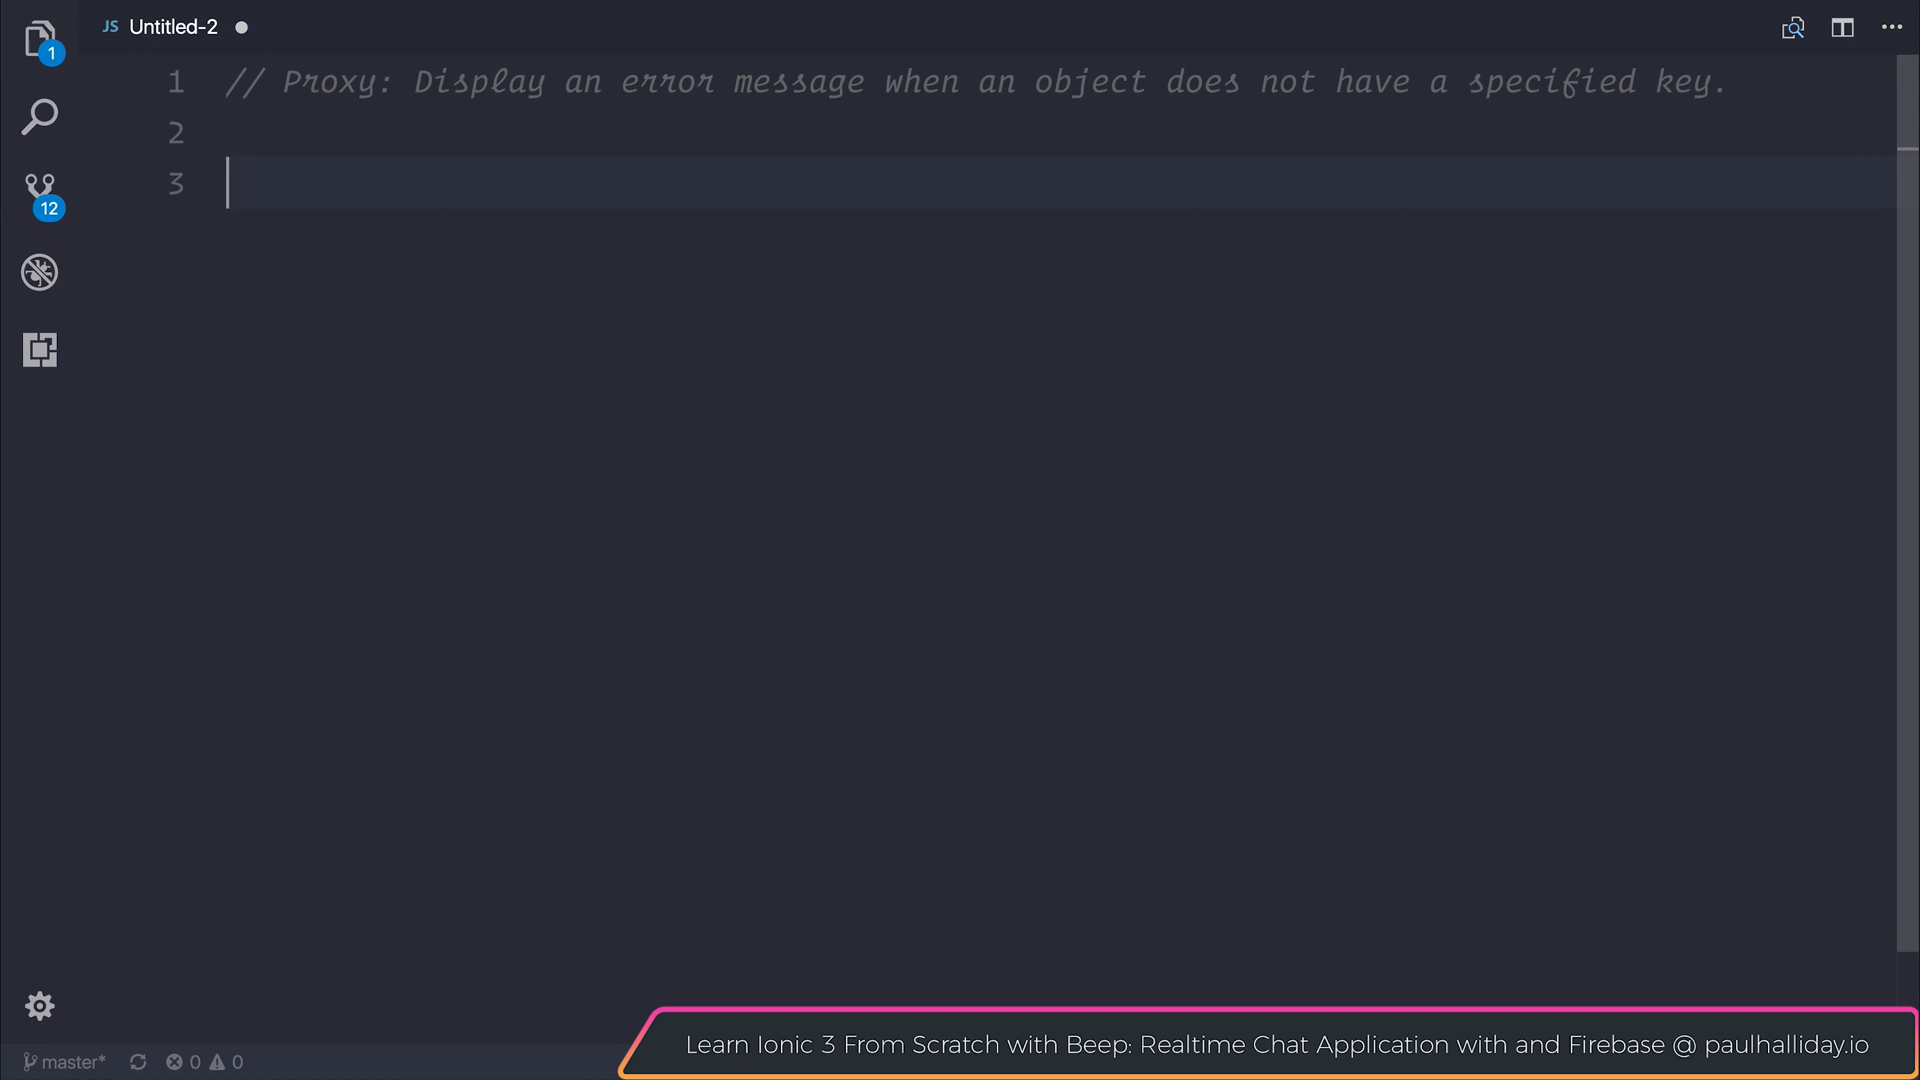 JS Untitled-2
1
1 // Proxy: Display an error message when an object does not have a specified key.
2
3
12
master* 0 0
Learn Ionic 3 From Scratch with Beep: Realtime Chat Application with and Firebase @ paulhalliday.io